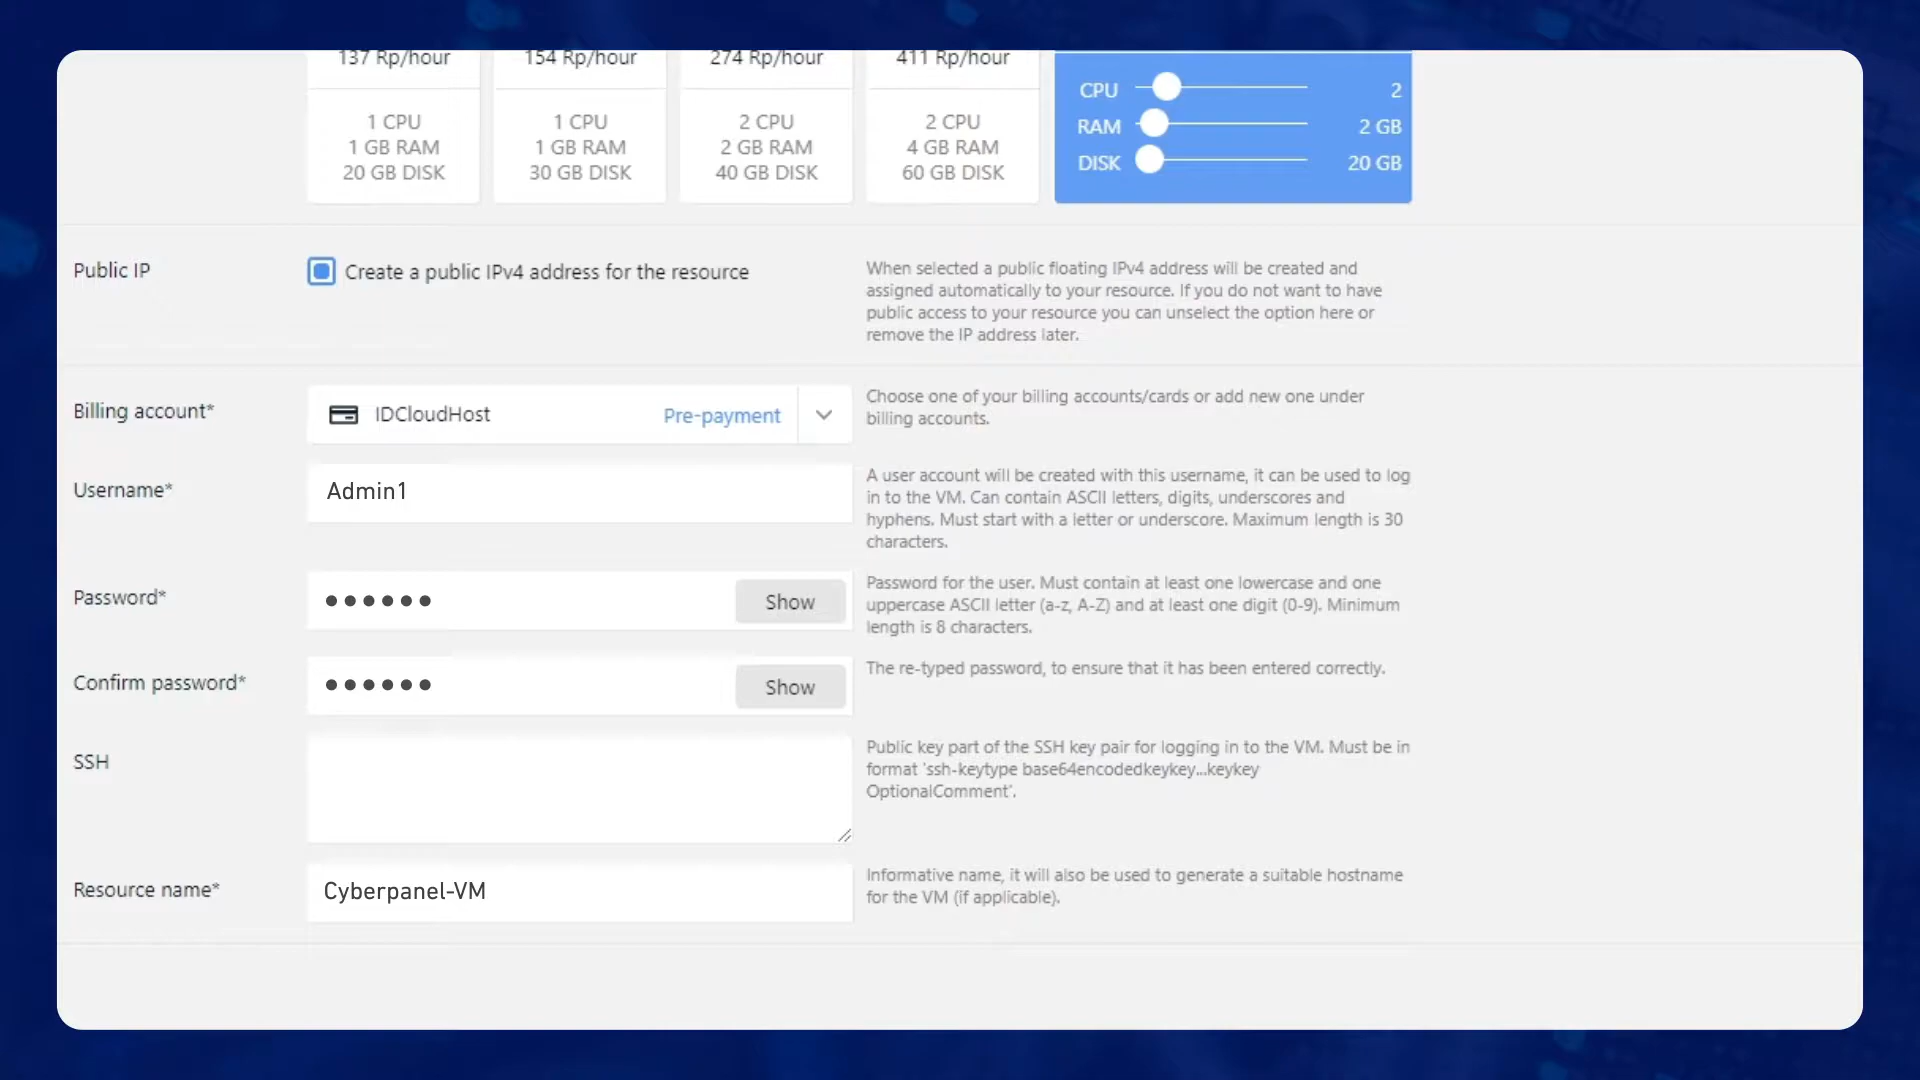 137 Rp/hour
154 Rp/hour
274 Rp/hour
411 Rp/hour
1 CPU
1 GB RAM
20 GB DISK
1 CPU
1 GB RAM
30 GB DISK
2 CPU
2 GB RAM
40 GB DISK
2 CPU
4 GB RAM
60 GB DISK
CPU 2
RAM 2 GB
DISK 20 GB
Public IP
Create a public IPv4 address for the resource
When selected a public floating IPv4 address will be created and
assigned automatically to your resource. If you do not want to have
public access to your resource you can unselect the option here or
remove the IP address later.
Billing account*
IDCloudHost
Pre-payment
Choose one of your billing accounts/cards or add new one under
billing accounts.
Username*
Admin1
A user account will be created with this username, it can be used to log
in to the VM. Can contain ASCII letters, digits, underscores and
hyphens. Must start with a letter or underscore. Maximum length is 30
characters.
Password*
●●●●●●
Show
Password for the user. Must contain at least one lowercase and one
uppercase ASCII letter (a-z, A-Z) and at least one digit (0-9). Minimum
length is 8 characters.
Confirm password*
●●●●●●
Show
The re-typed password, to ensure that it has been entered correctly.
SSH
Public key part of the SSH key pair for logging in to the VM. Must be in
format 'ssh-keytype base64encodedkeykey...keykey
OptionalComment'.
Resource name*
Cyberpanel-VM
Informative name, it will also be used to generate a suitable hostname
for the VM (if applicable).